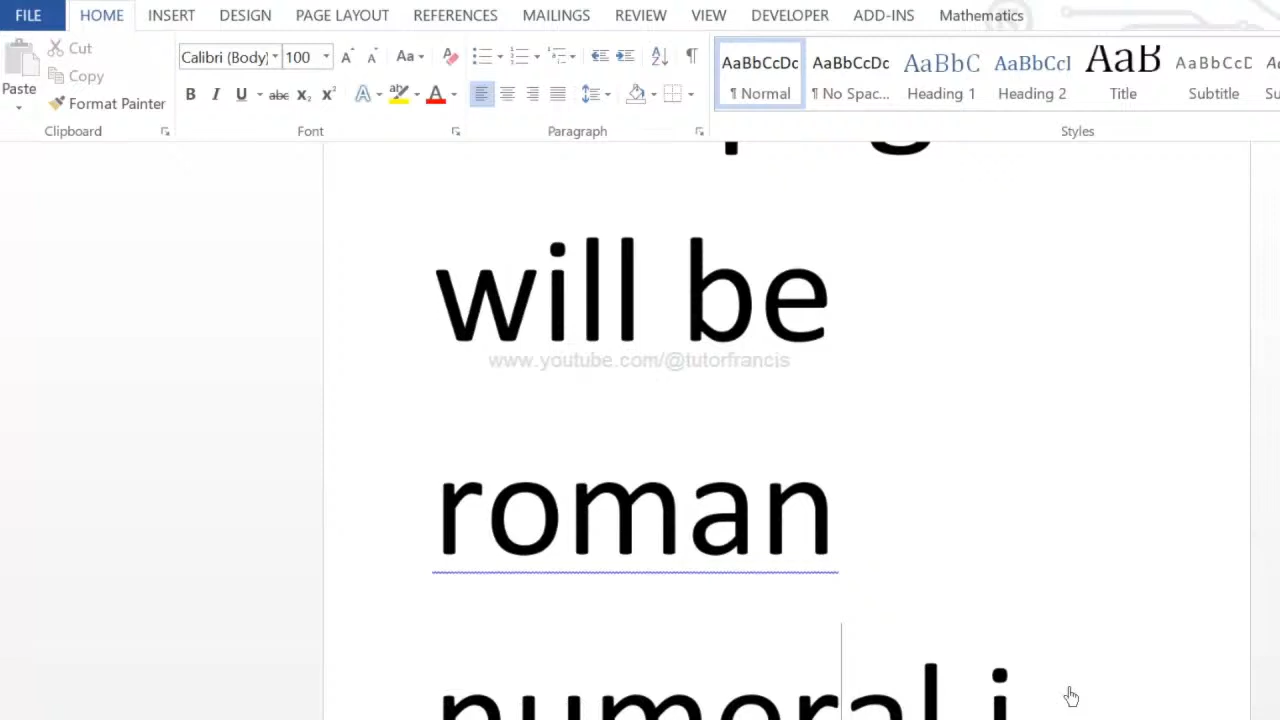 FILE HOME INSERT DESIGN PAGE LAYOUT REFERENCES MAILINGS REVIEW VIEW DEVELOPER ADD-INS Mathematics
Cut
Copy
Paste
Format Painter
Clipboard
Calibri (Body) 100
Font
Paragraph
AaBbCcDc AaBbCcDc AaBbC AaBbCcI AaB AaBbCcD
¶ Normal ¶ No Spac... Heading 1 Heading 2 Title Subtitle
Styles
will be
www.youtube.com/@tutorfrancis
roman
numeral i